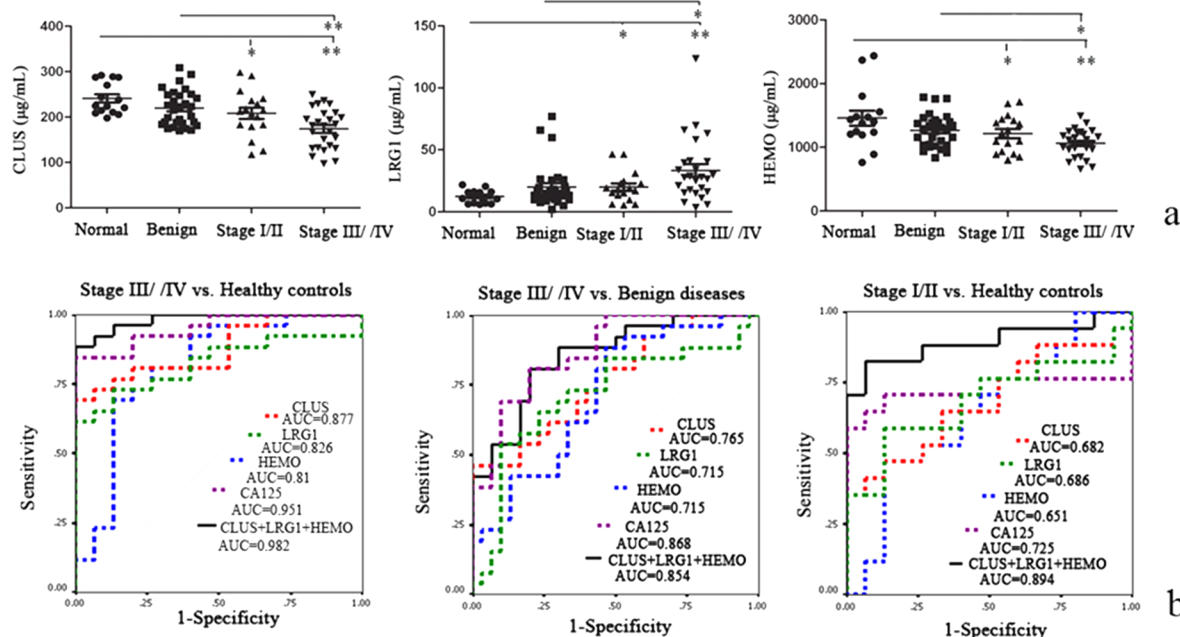 400
300
200
100
0
CLUS (μg/mL)
**
*
**
Normal Benign Stage I/II Stage III/ /IV
150
100
50
0
LRG1 (μg/mL)
*
*
**
Normal Benign Stage I/II Stage III/ /IV
3000
2000
1000
0
HEMO (μg/mL)
*
*
**
Normal Benign Stage I/II Stage III/ /IV
a
Stage III/ /IV vs. Healthy controls
1.00
.75
.50
.25
0.00
Sensitivity
CLUS
AUC=0.877
LRG1
AUC=0.826
HEMO
AUC=0.81
CA125
AUC=0.951
CLUS+LRG1+HEMO
AUC=0.982
0.00 .25 .50 .75 1.00
1-Specificity
Stage III/ /IV vs. Benign diseases
1.00
.75
.50
.25
0.00
Sensitivity
CLUS
AUC=0.765
LRG1
AUC=0.715
HEMO
AUC=0.715
CA125
AUC=0.868
CLUS+LRG1+HEMO
AUC=0.854
0.00 .25 .50 .75 1.00
1-Specificity
Stage I/II vs. Healthy controls
1.00
.75
.50
.25
0.00
Sensitivity
CLUS
AUC=0.682
LRG1
AUC=0.686
HEMO
AUC=0.651
CA125
AUC=0.725
CLUS+LRG1+HEMO
AUC=0.894
0.00 .25 .50 .75 1.00
1-Specificity
b